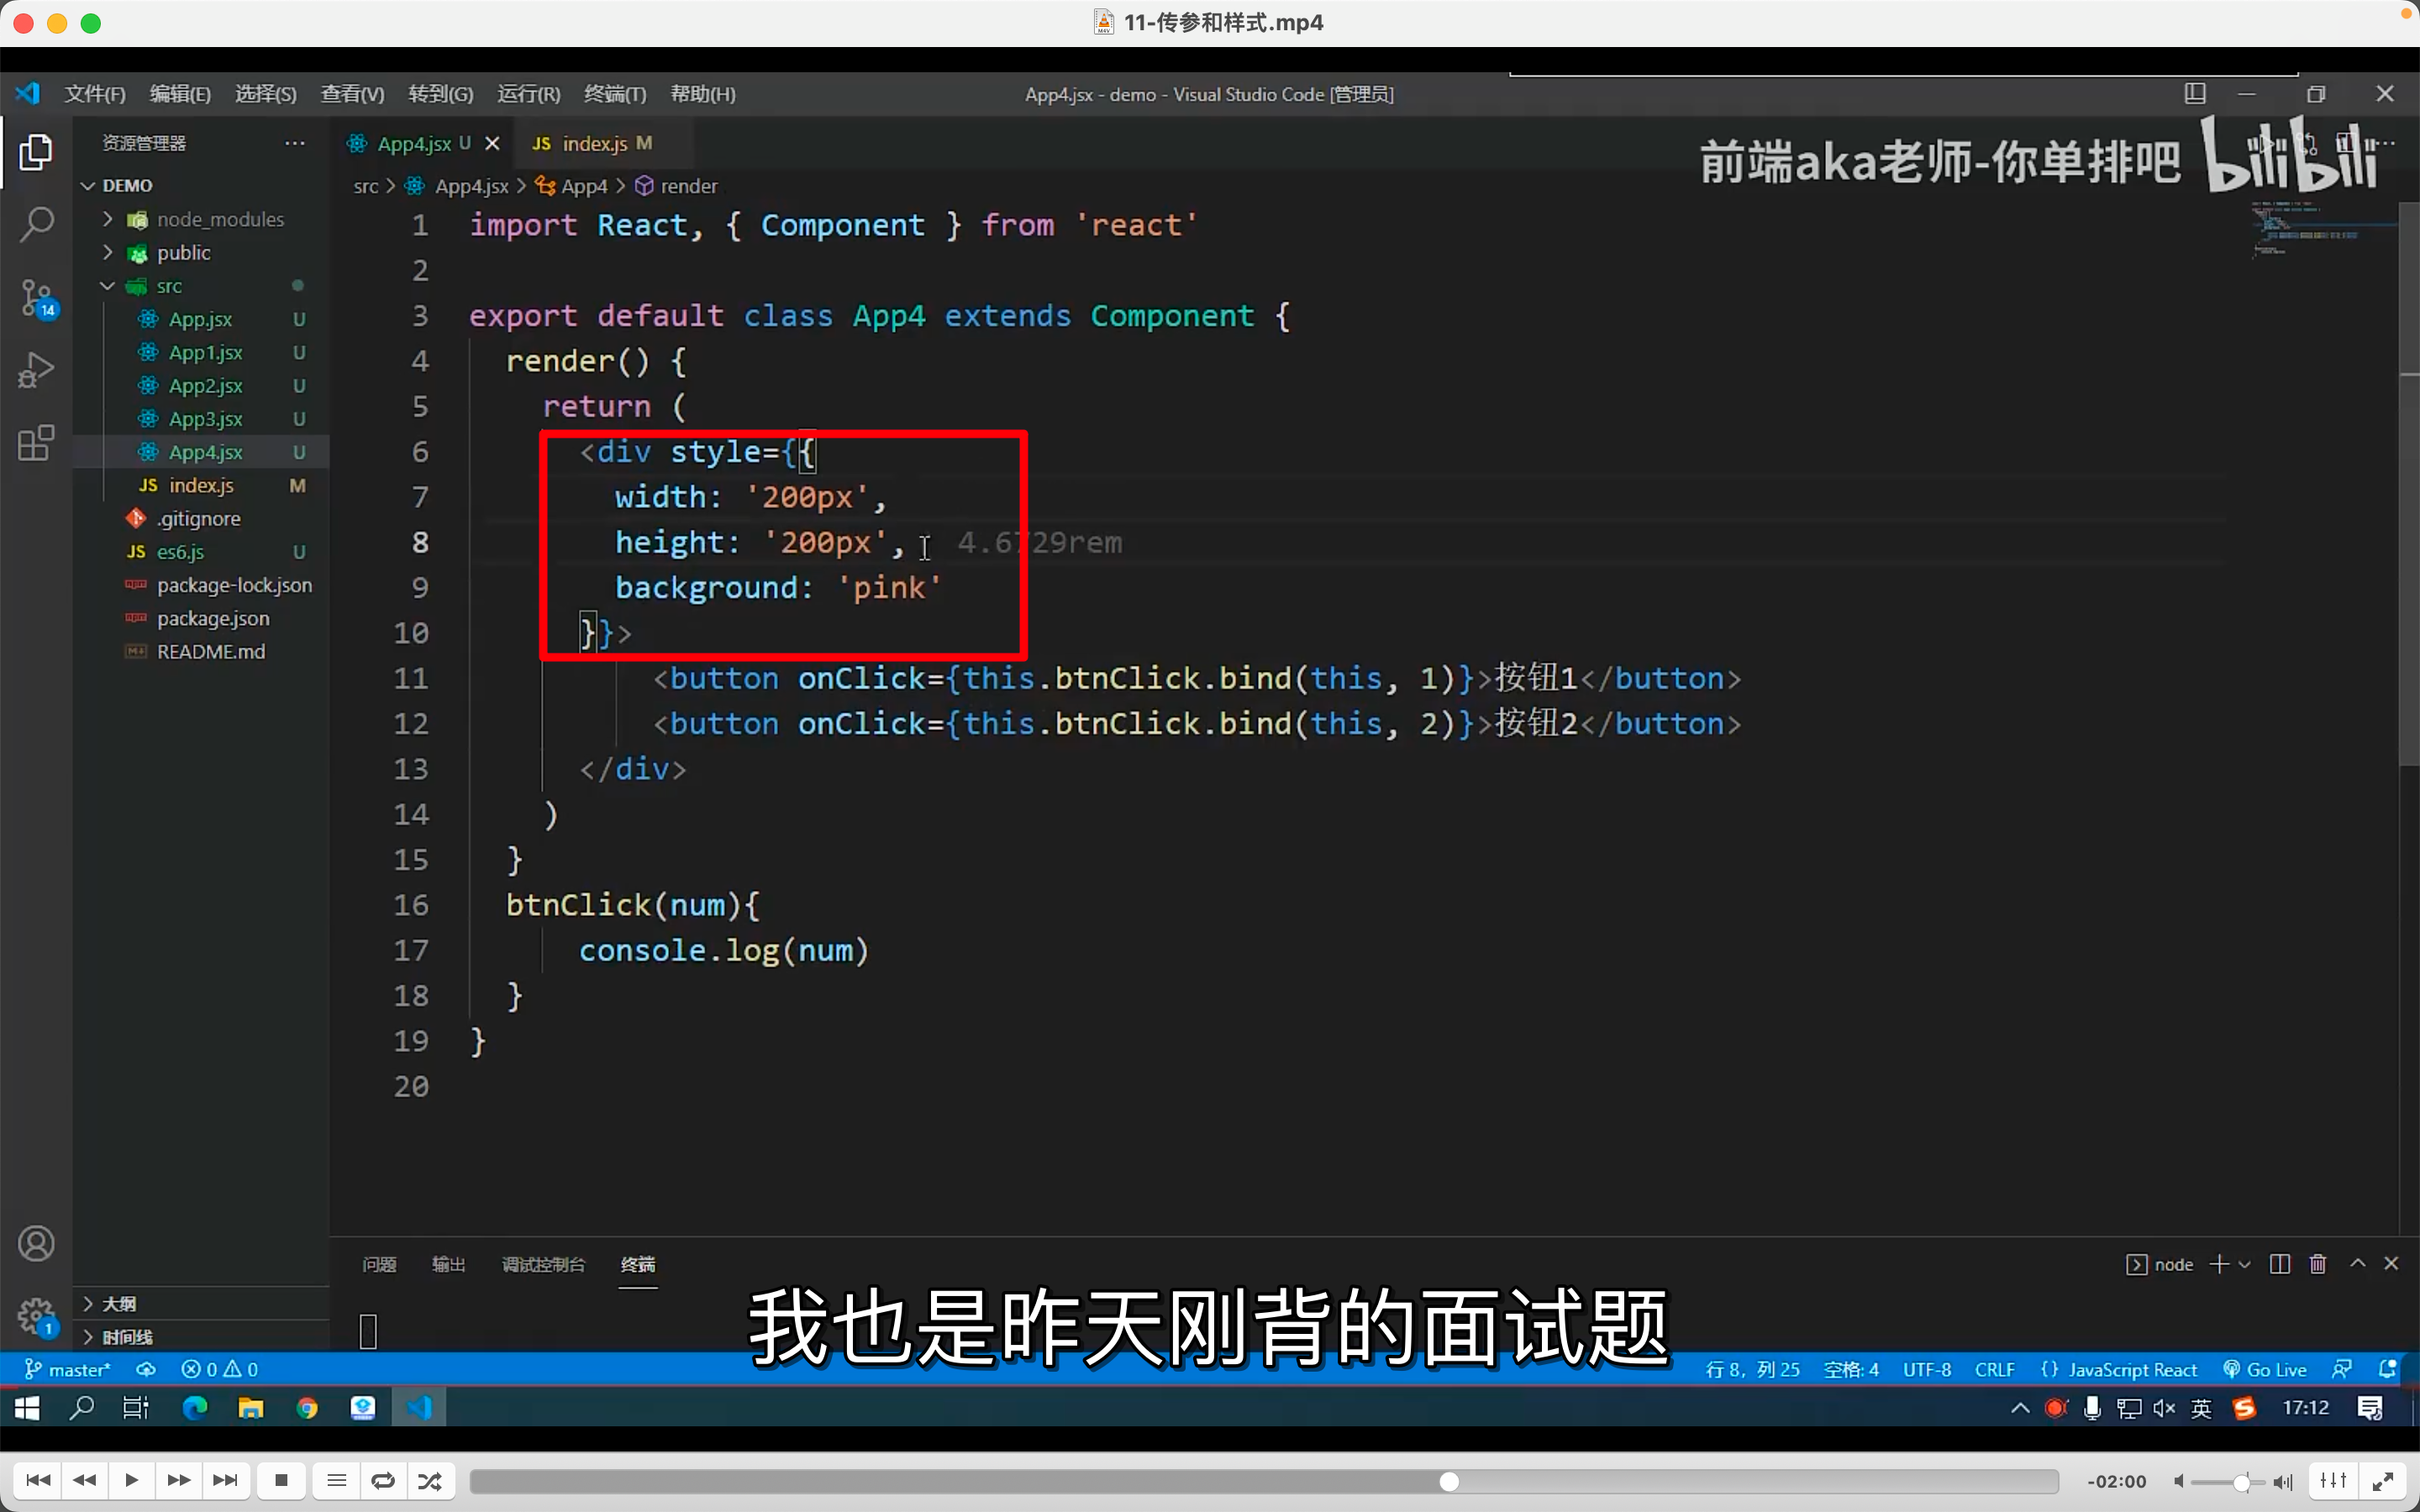 11-传参和样式.mp4
文件(F) 编辑(E) 选择(S) 查看(V) 转到(G) 运行(R) 终端(T) 帮助(H)
App4.jsx - demo - Visual Studio Code [管理员]
资源管理器
App4.jsx U
JS index.js M
前端aka老师-你单排吧 bilibili
DEMO
src > App4.jsx > App4 > render
node_modules
public
src
App.jsx U
App1.jsx U
App2.jsx U
App3.jsx U
App4.jsx U
JS index.js M
.gitignore
JS es6.js U
package-lock.json
package.json
README.md
14
1 import React, { Component } from 'react'
2
3 export default class App4 extends Component {
4 render() {
5 return (
6 <div style={{
7 width: '200px',
8 height: '200px', 4.6729rem
9 background: 'pink'
10 }}>
11 <button onClick={this.btnClick.bind(this, 1)}>按钮1</button>
12 <button onClick={this.btnClick.bind(this, 2)}>按钮2</button>
13 </div>
14 )
15 }
16 btnClick(num){
17 console.log(num)
18 }
19 }
20
问题 输出 调试控制台 终端
node
大纲
时间线
1
我也是昨天刚背的面试题
master* 0 0
行 8，列 25 空格: 4 UTF-8 CRLF {} JavaScript React Go Live
英 17:12
-02:00